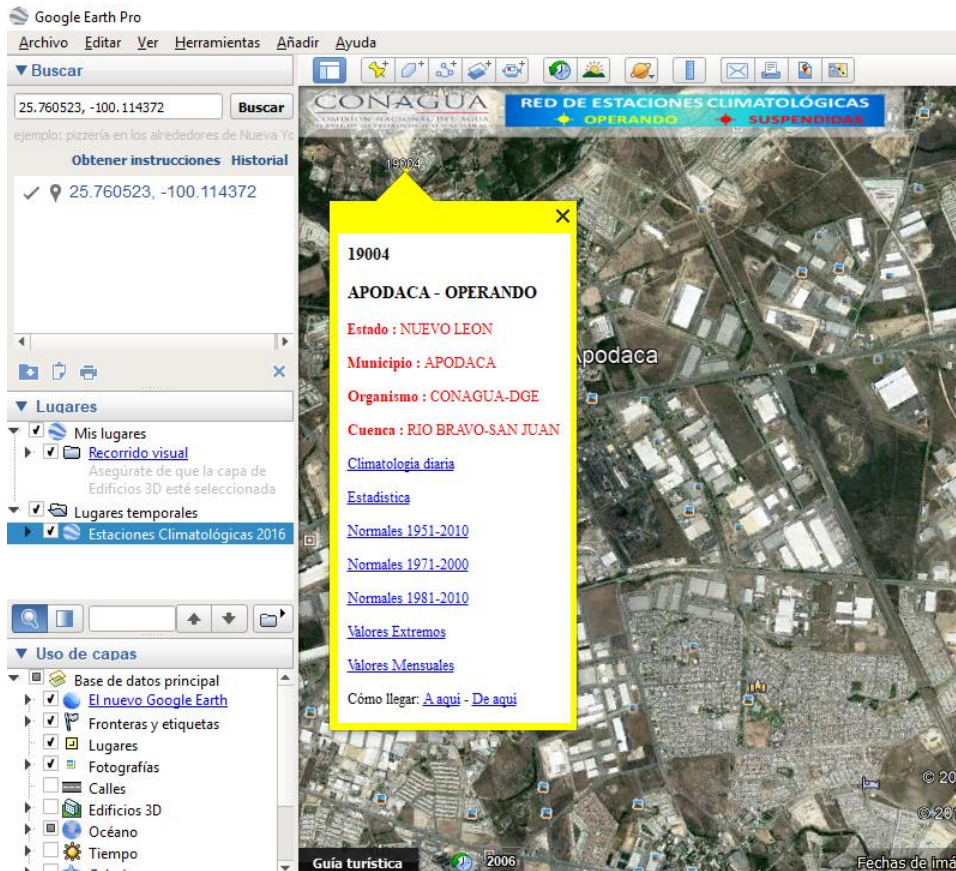 Google Earth Pro
Archivo Editar Ver Herramientas Añadir Ayuda
Buscar
25.760523, -100.114372 Buscar
ejemplo: pizzería en los alrededores de Nueva Yo
Obtener instrucciones Historial
25.760523, -100.114372
Lugares
Mis lugares
Recorrido visual
Asegúrate de que la capa de
Edificios 3D esté seleccionada
Lugares temporales
Estaciones Climatológicas 2016
Uso de capas
Base de datos principal
El nuevo Google Earth
Fronteras y etiquetas
Lugares
Fotografías
Calles
Edificios 3D
Océano
Tiempo
CONAGUA
COMISIÓN NACIONAL DEL AGUA
RED DE ESTACIONES CLIMATOLÓGICAS
OPERANDO SUSPENDIDAS
19004
19004
APODACA - OPERANDO
Estado : NUEVO LEON
Municipio : APODACA
Organismo : CONAGUA-DGE
Cuenca : RIO BRAVO-SAN JUAN
Climatologia diaria
Estadistica
Normales 1951-2010
Normales 1971-2000
Normales 1981-2010
Valores Extremos
Valores Mensuales
Cómo llegar: A aqui - De aqui
Apodaca
© 20
© 201
Guía turística 2006 Fechas de imá